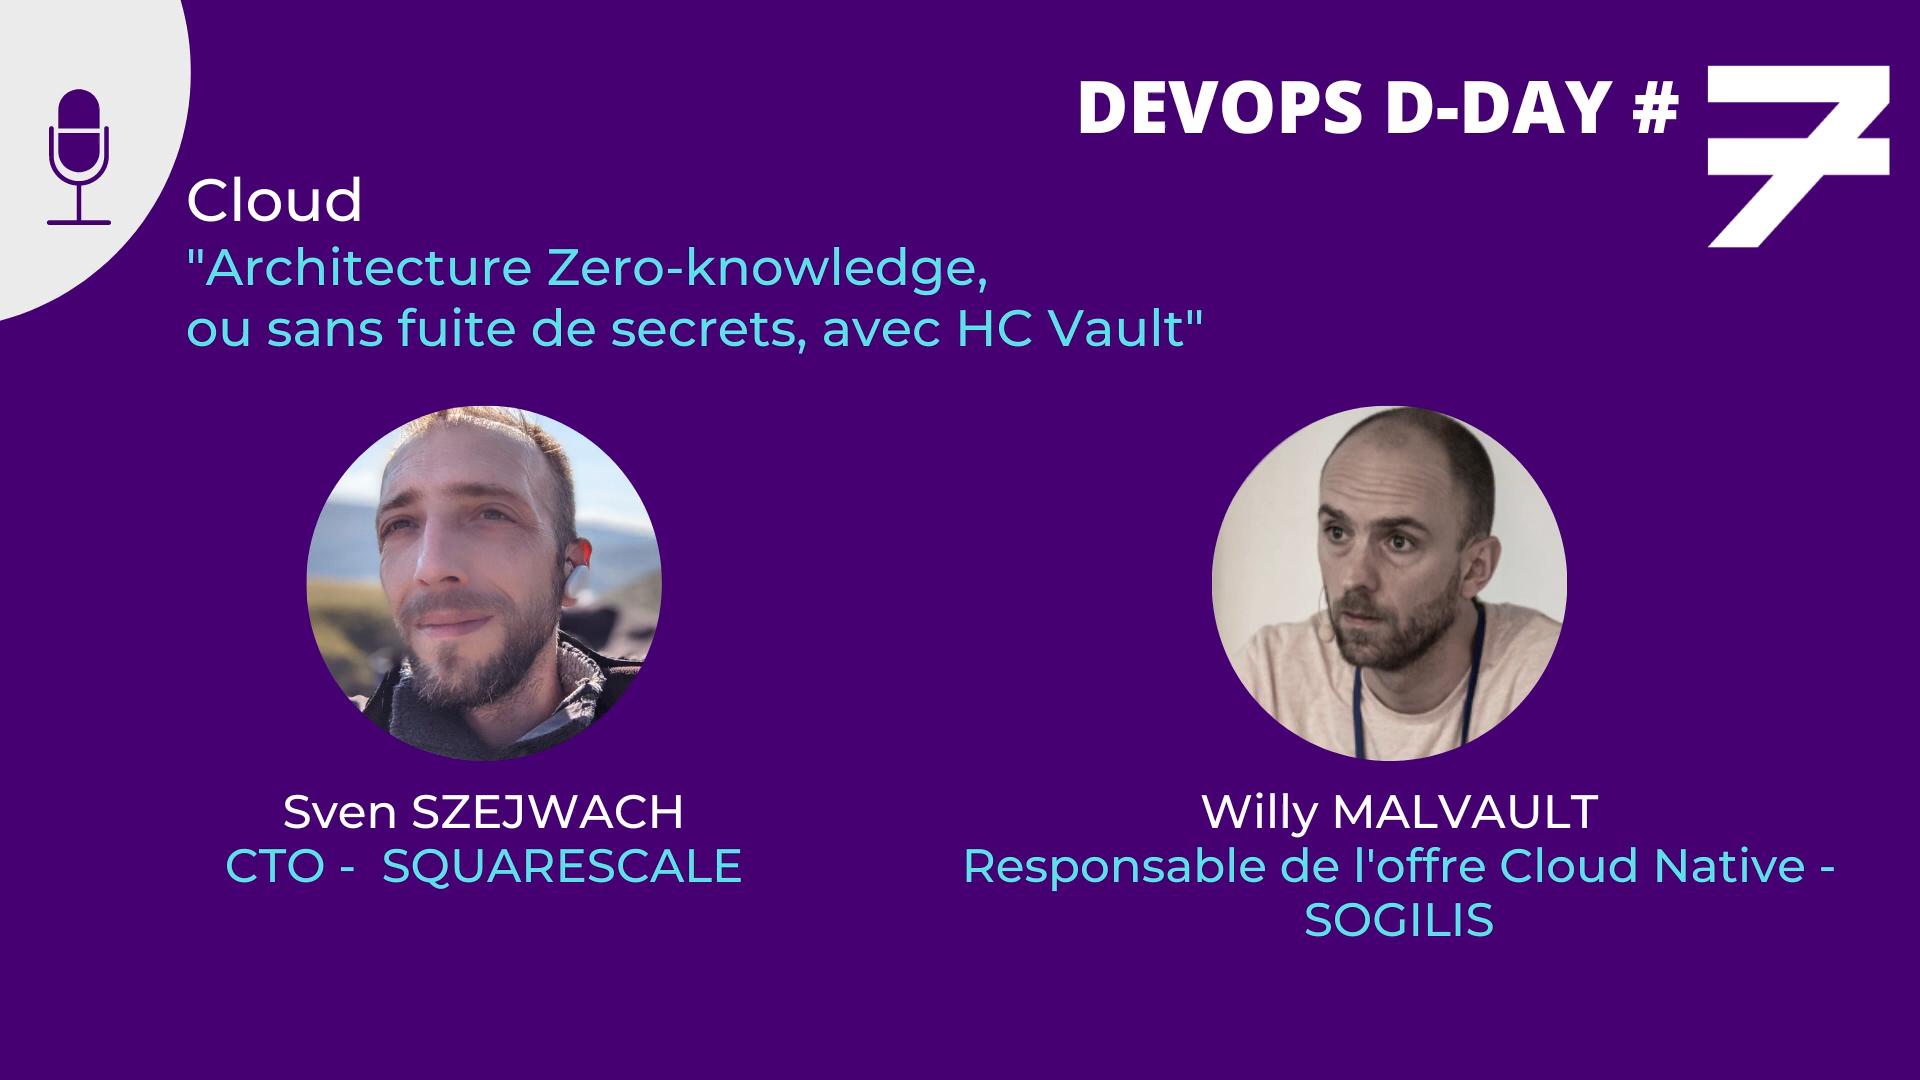 DEVOPS D-DAY # 7
Cloud
"Architecture Zero-knowledge,
ou sans fuite de secrets, avec HC Vault"
Sven SZEJWACH
CTO -  SQUARESCALE
Willy MALVAULT
Responsable de l'offre Cloud Native -
SOGILIS